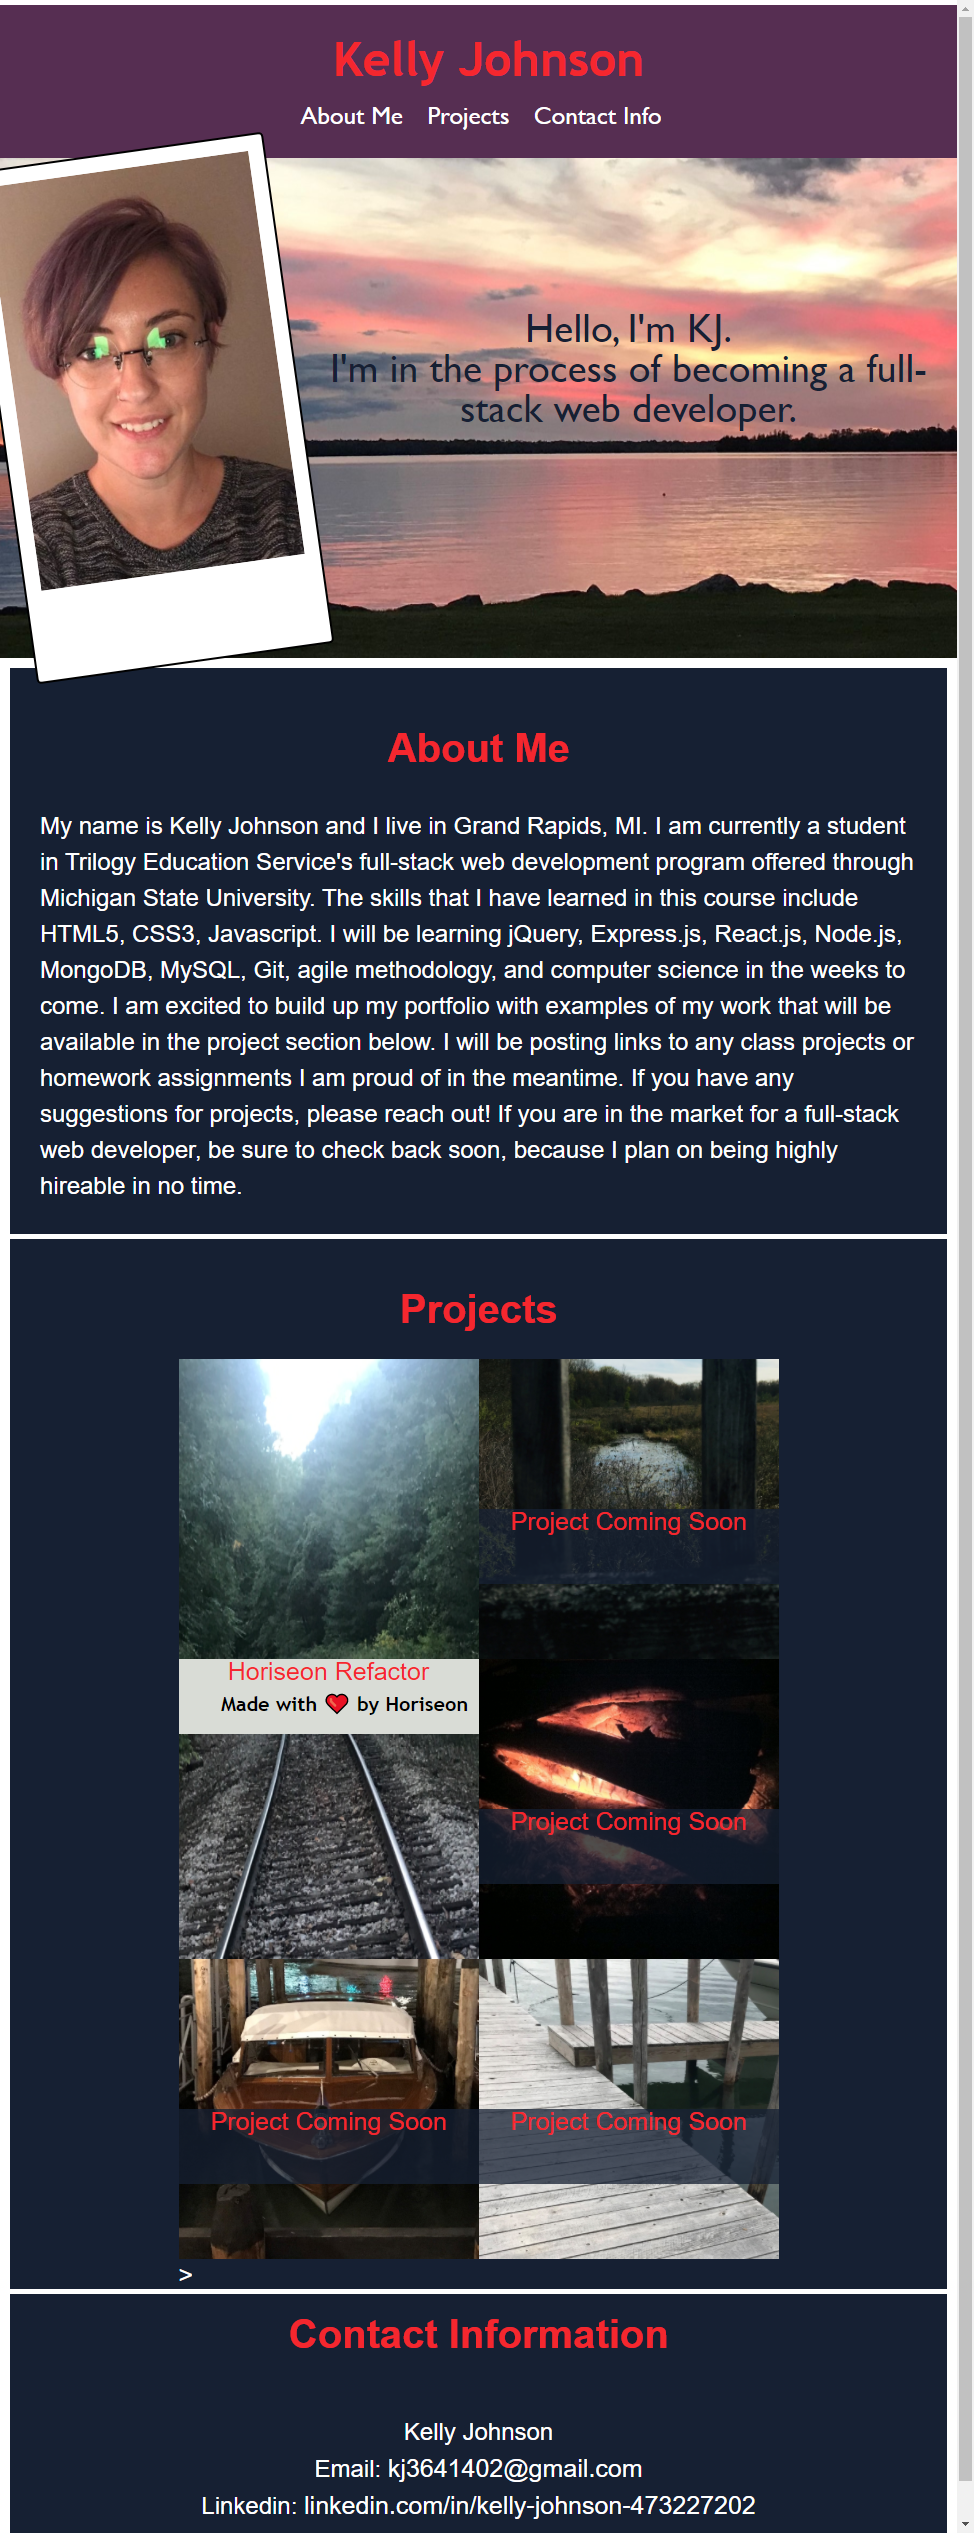 Kelly Johnson
About Me Projects Contact Info
Hello, I'm KJ.
I'm in the process of becoming a full-
stack web developer.
About Me
My name is Kelly Johnson and I live in Grand Rapids, MI. I am currently a student
in Trilogy Education Service's full-stack web development program offered through
Michigan State University. The skills that I have learned in this course include
HTML5, CSS3, Javascript. I will be learning jQuery, Express.js, React.js, Node.js,
MongoDB, MySQL, Git, agile methodology, and computer science in the weeks to
come. I am excited to build up my portfolio with examples of my work that will be
available in the project section below. I will be posting links to any class projects or
homework assignments I am proud of in the meantime. If you have any
suggestions for projects, please reach out! If you are in the market for a full-stack
web developer, be sure to check back soon, because I plan on being highly
hireable in no time.
Projects
Project Coming Soon
Horiseon Refactor
Made with ❤️ by Horiseon
Project Coming Soon
Project Coming Soon
Project Coming Soon
>
Contact Information
Kelly Johnson
Email: kj3641402@gmail.com
Linkedin: linkedin.com/in/kelly-johnson-473227202